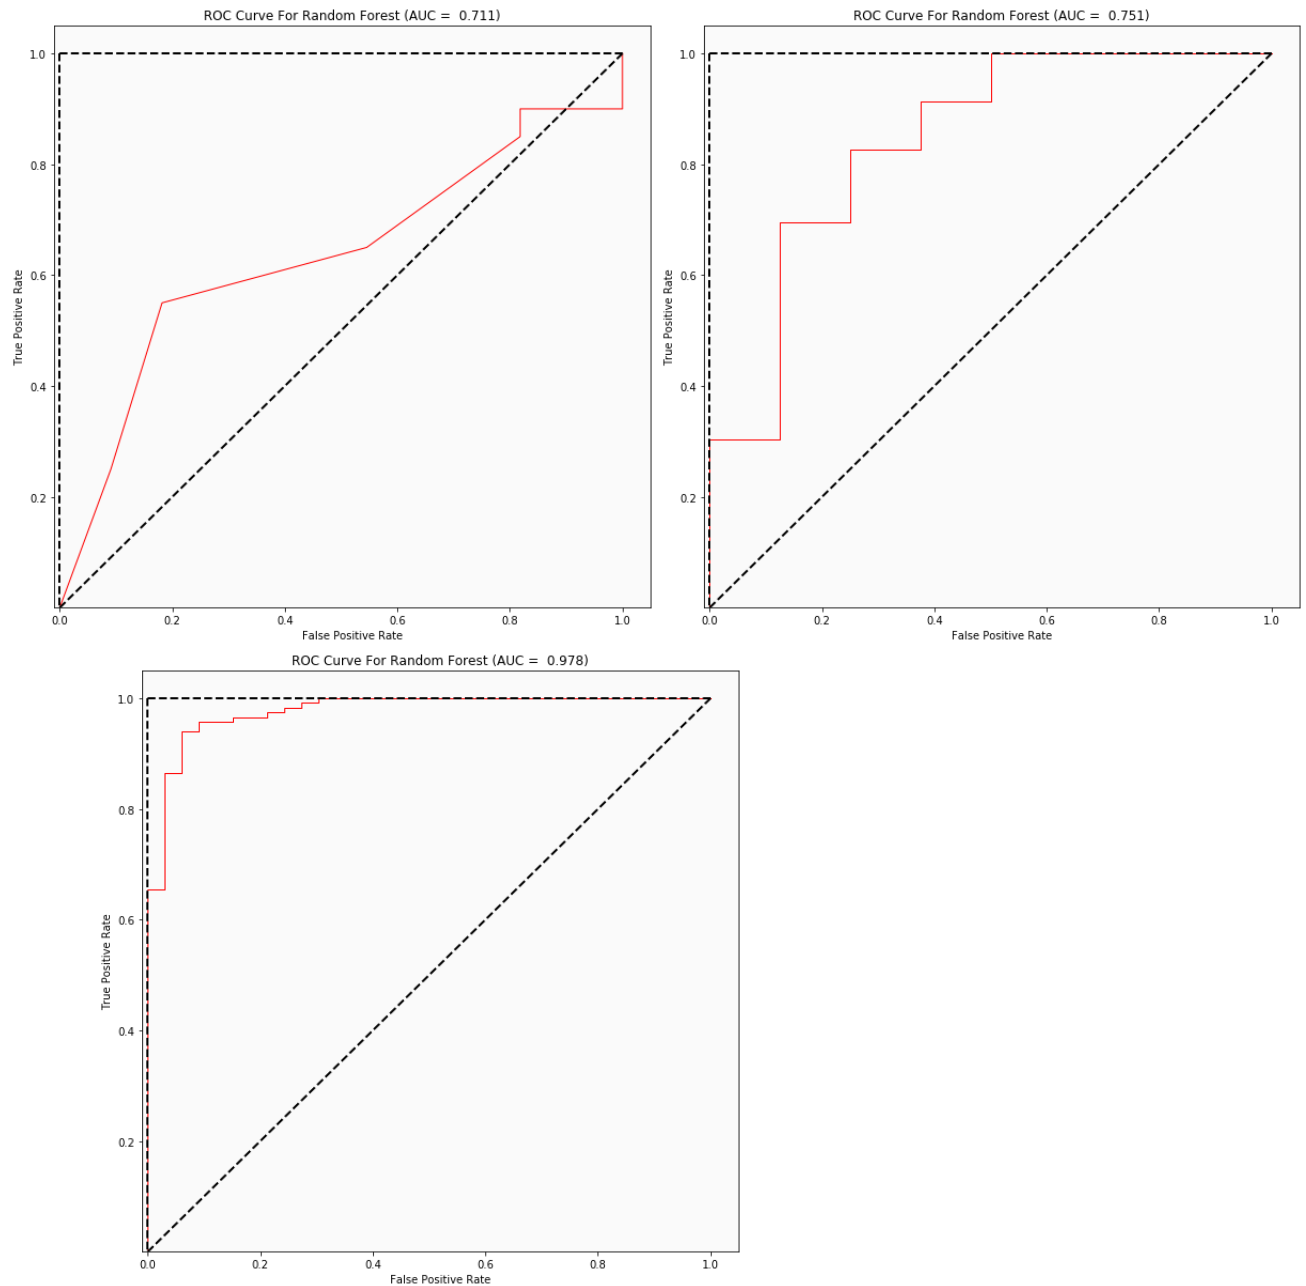 ROC Curve For Random Forest (AUC =  0.711)
1.0
0.8
0.6
0.4
0.2
True Positive Rate
0.0 0.2 0.4 0.6 0.8 1.0
False Positive Rate
ROC Curve For Random Forest (AUC =  0.751)
1.0
0.8
0.6
0.4
0.2
True Positive Rate
0.0 0.2 0.4 0.6 0.8 1.0
False Positive Rate
ROC Curve For Random Forest (AUC =  0.978)
1.0
0.8
0.6
0.4
0.2
True Positive Rate
0.0 0.2 0.4 0.6 0.8 1.0
False Positive Rate